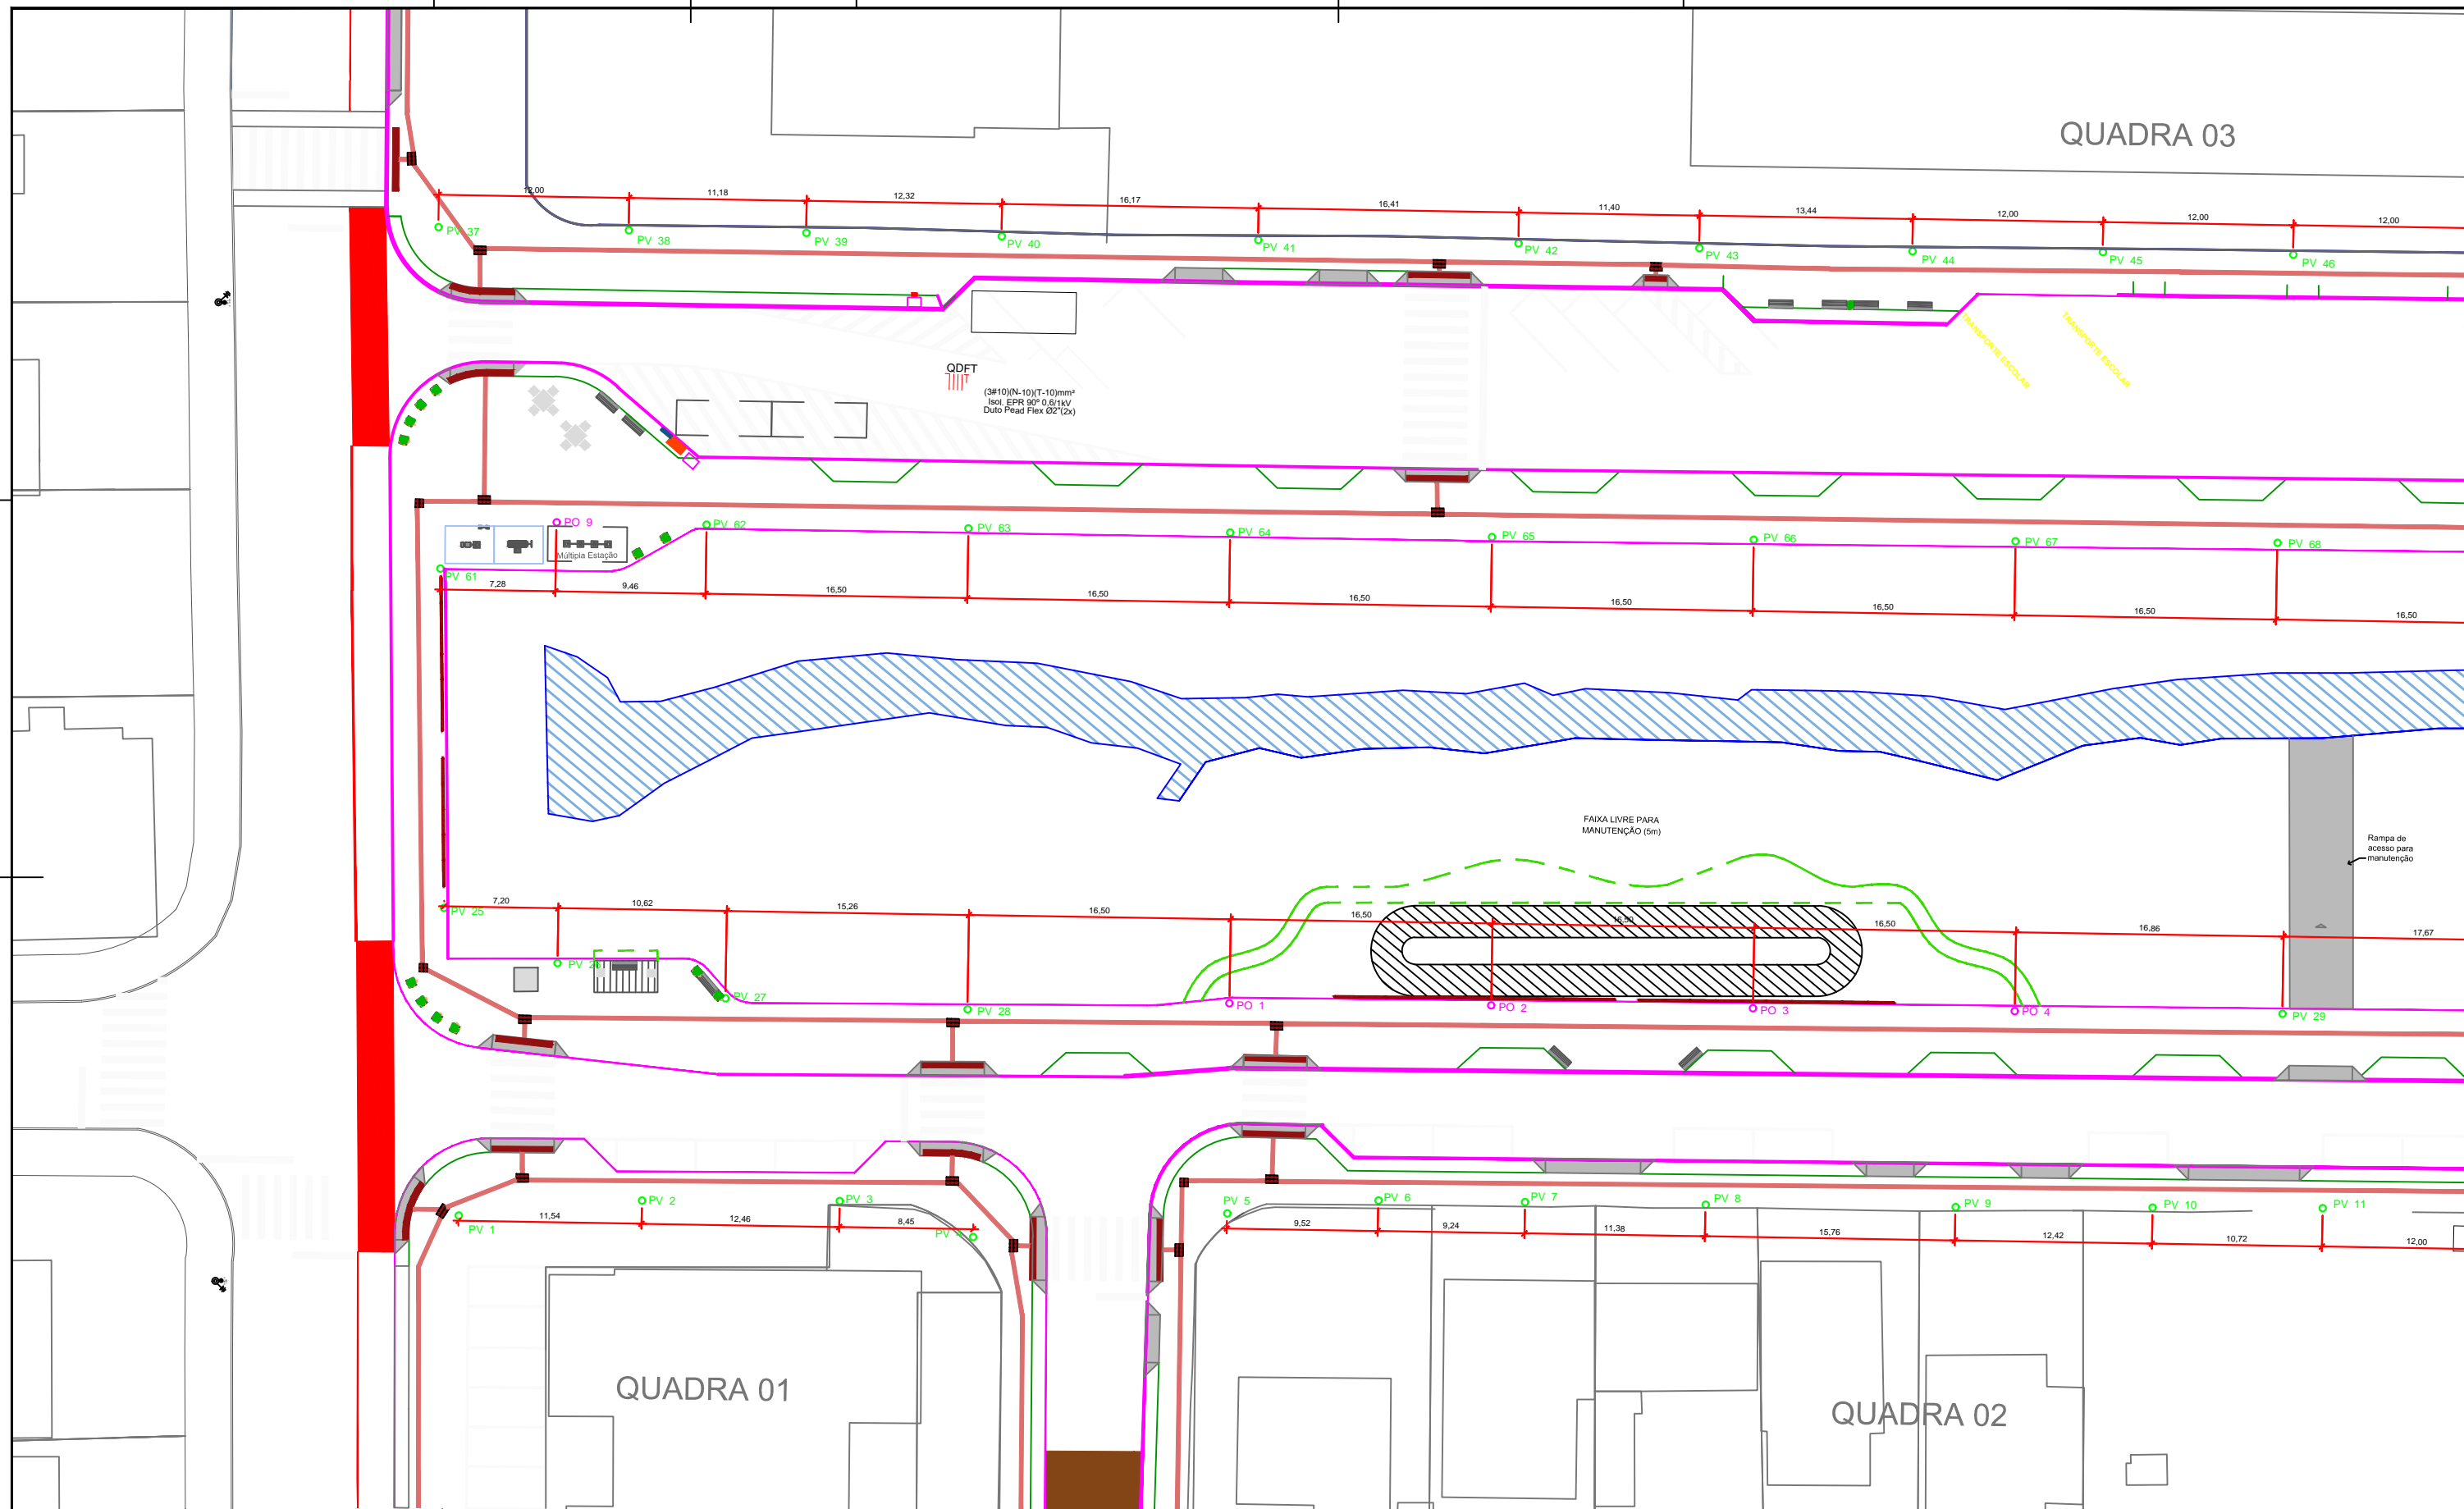 QUADRA 03
12,00
11,18
12,32
16,17
16,41
11,40
13,44
12,00
12,00
12,00
PV 37
PV 38
PV 39
PV 40
PV 41
PV 42
PV 43
PV 44
PV 45
PV 46
TRANSPORTE ESCOLAR
TRANSPORTE ESCOLAR
QDFT
(3#10)(N-10)(T-10)mm²
Isol. EPR 90° 0,6/1kV
Duto Pead Flex Ø2"(2x)
PO 9
PV 62
PV 63
PV 64
PV 65
PV 66
PV 67
PV 68
Múltipla Estação
PV 61
7,28
9,46
16,50
16,50
16,50
16,50
16,50
16,50
16,50
FAIXA LIVRE PARA
MANUTENÇÃO (5m)
Rampa de
acesso para
manutenção
PV 25
7,20
10,62
15,26
16,50
16,50
16,50
16,50
16,86
17,67
PV 26
PV 27
PV 28
PO 1
PO 2
PO 3
PO 4
PV 29
PV 1
PV 2
PV 3
PV 4
PV 5
PV 6
PV 7
PV 8
PV 9
PV 10
PV 11
11,54
12,46
8,45
9,52
9,24
11,38
15,76
12,42
10,72
12,00
QUADRA 01
QUADRA 02